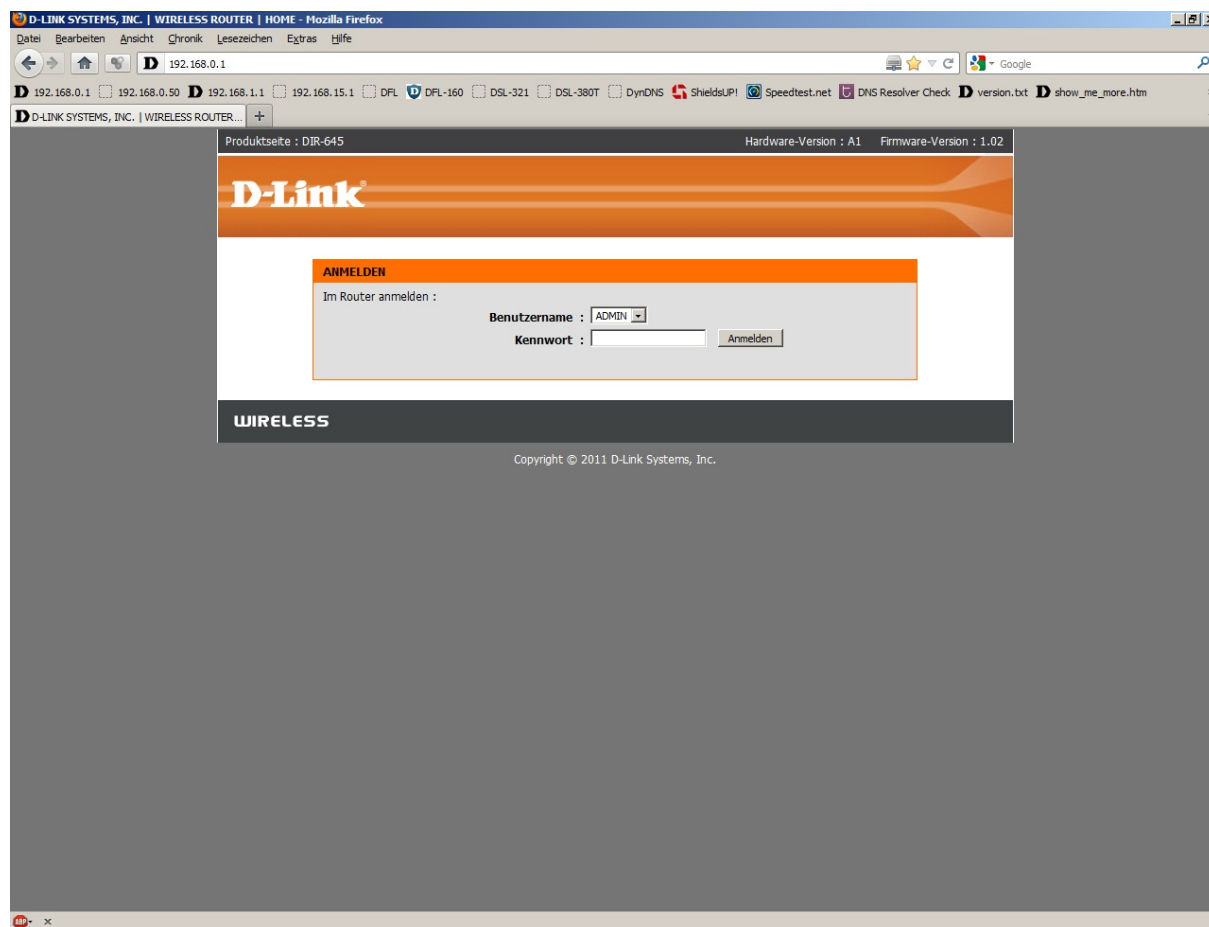 D-LINK SYSTEMS, INC. | WIRELESS ROUTER | HOME - Mozilla Firefox
Datei Bearbeiten Ansicht Chronik Lesezeichen Extras Hilfe
192.168.0.1 Google
192.168.0.1 192.168.0.50 192.168.1.1 192.168.15.1 DFL DFL-160 DSL-321 DSL-380T DynDNS ShieldsUP! Speedtest.net DNS Resolver Check version.txt show_me_more.htm
D-LINK SYSTEMS, INC. | WIRELESS ROUTER... +
Produktseite : DIR-645 Hardware-Version : A1 Firmware-Version : 1.02
D-Link
ANMELDEN
Im Router anmelden :
Benutzername : ADMIN
Kennwort : Anmelden
WIRELESS
Copyright © 2011 D-Link Systems, Inc.
ABP